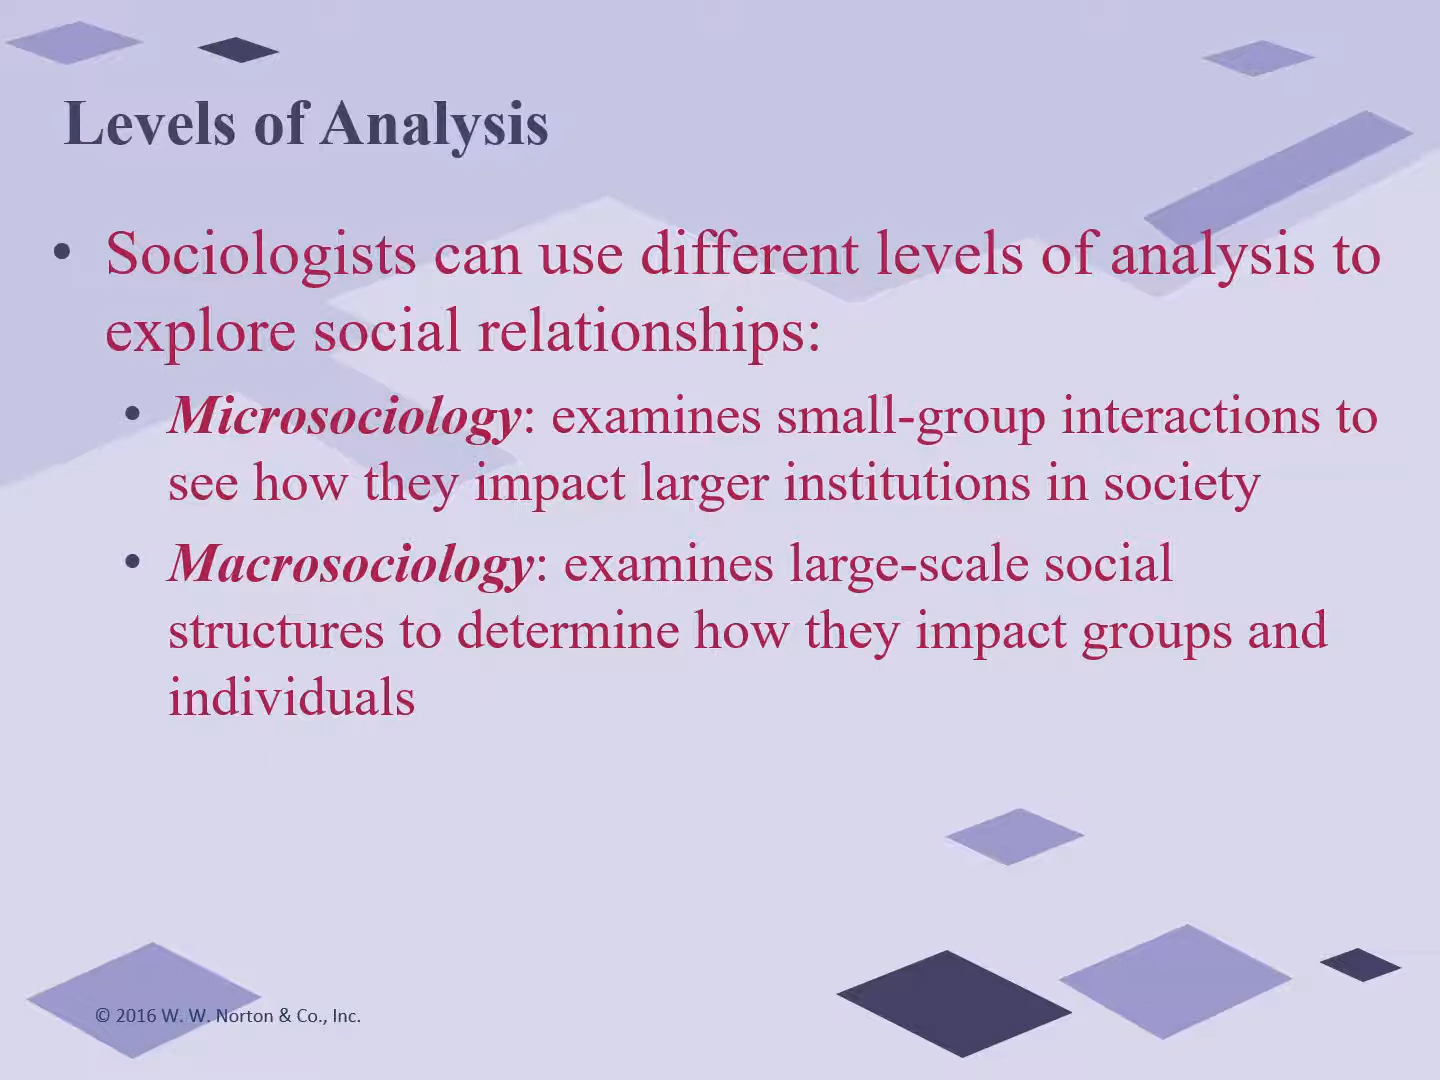 Levels of Analysis
• Sociologists can use different levels of analysis to
explore social relationships:
• Microsociology: examines small-group interactions to
see how they impact larger institutions in society
• Macrosociology: examines large-scale social
structures to determine how they impact groups and
individuals
© 2016 W. W. Norton & Co., Inc.